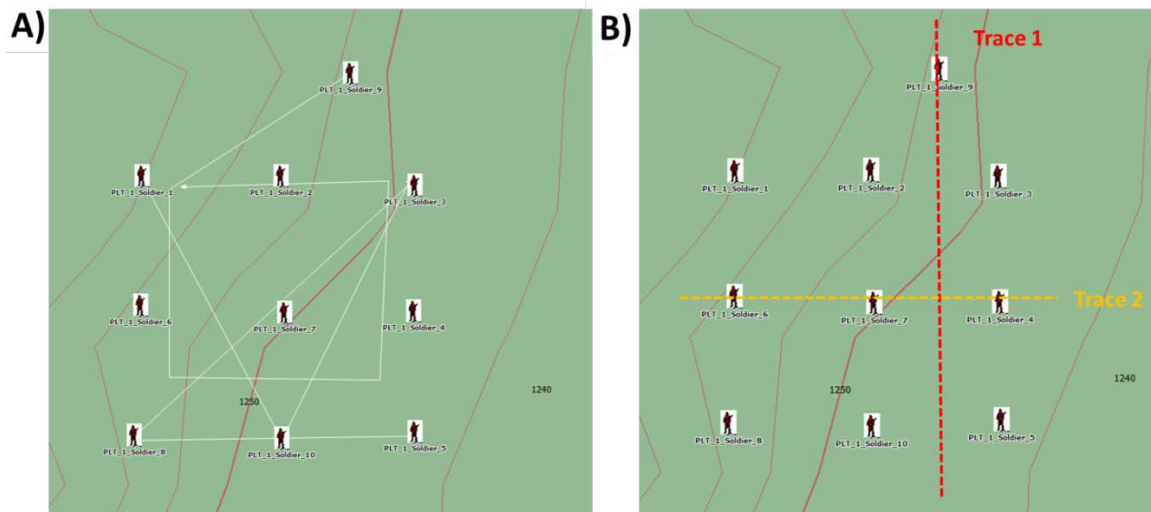 A)
PLT_1_Soldier_9
PLT_1_Soldier_1
PLT_1_Soldier_2
PLT_1_Soldier_3
PLT_1_Soldier_6
PLT_1_Soldier_7
PLT_1_Soldier_4
1240
1250
PLT_1_Soldier_8
PLT_1_Soldier_10
PLT_1_Soldier_5
B)
Trace 1
PLT_1_Soldier_9
PLT_1_Soldier_1
PLT_1_Soldier_2
PLT_1_Soldier_3
Trace 2
PLT_1_Soldier_6
PLT_1_Soldier_7
PLT_1_Soldier_4
1240
1250
PLT_1_Soldier_8
PLT_1_Soldier_10
PLT_1_Soldier_5